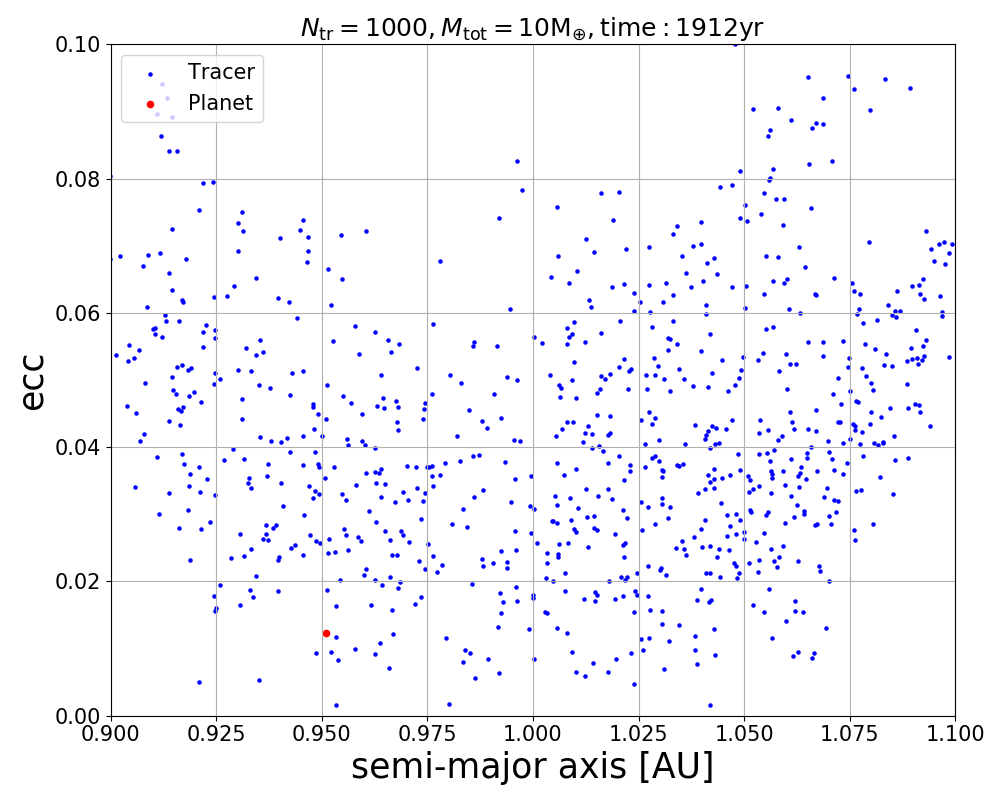 N_tr = 1000, M_tot = 10M_⊕, time : 1912yr
Tracer
Planet
ecc
0.10
0.08
0.06
0.04
0.02
0.00
0.900 0.925 0.950 0.975 1.000 1.025 1.050 1.075 1.100
semi-major axis [AU]